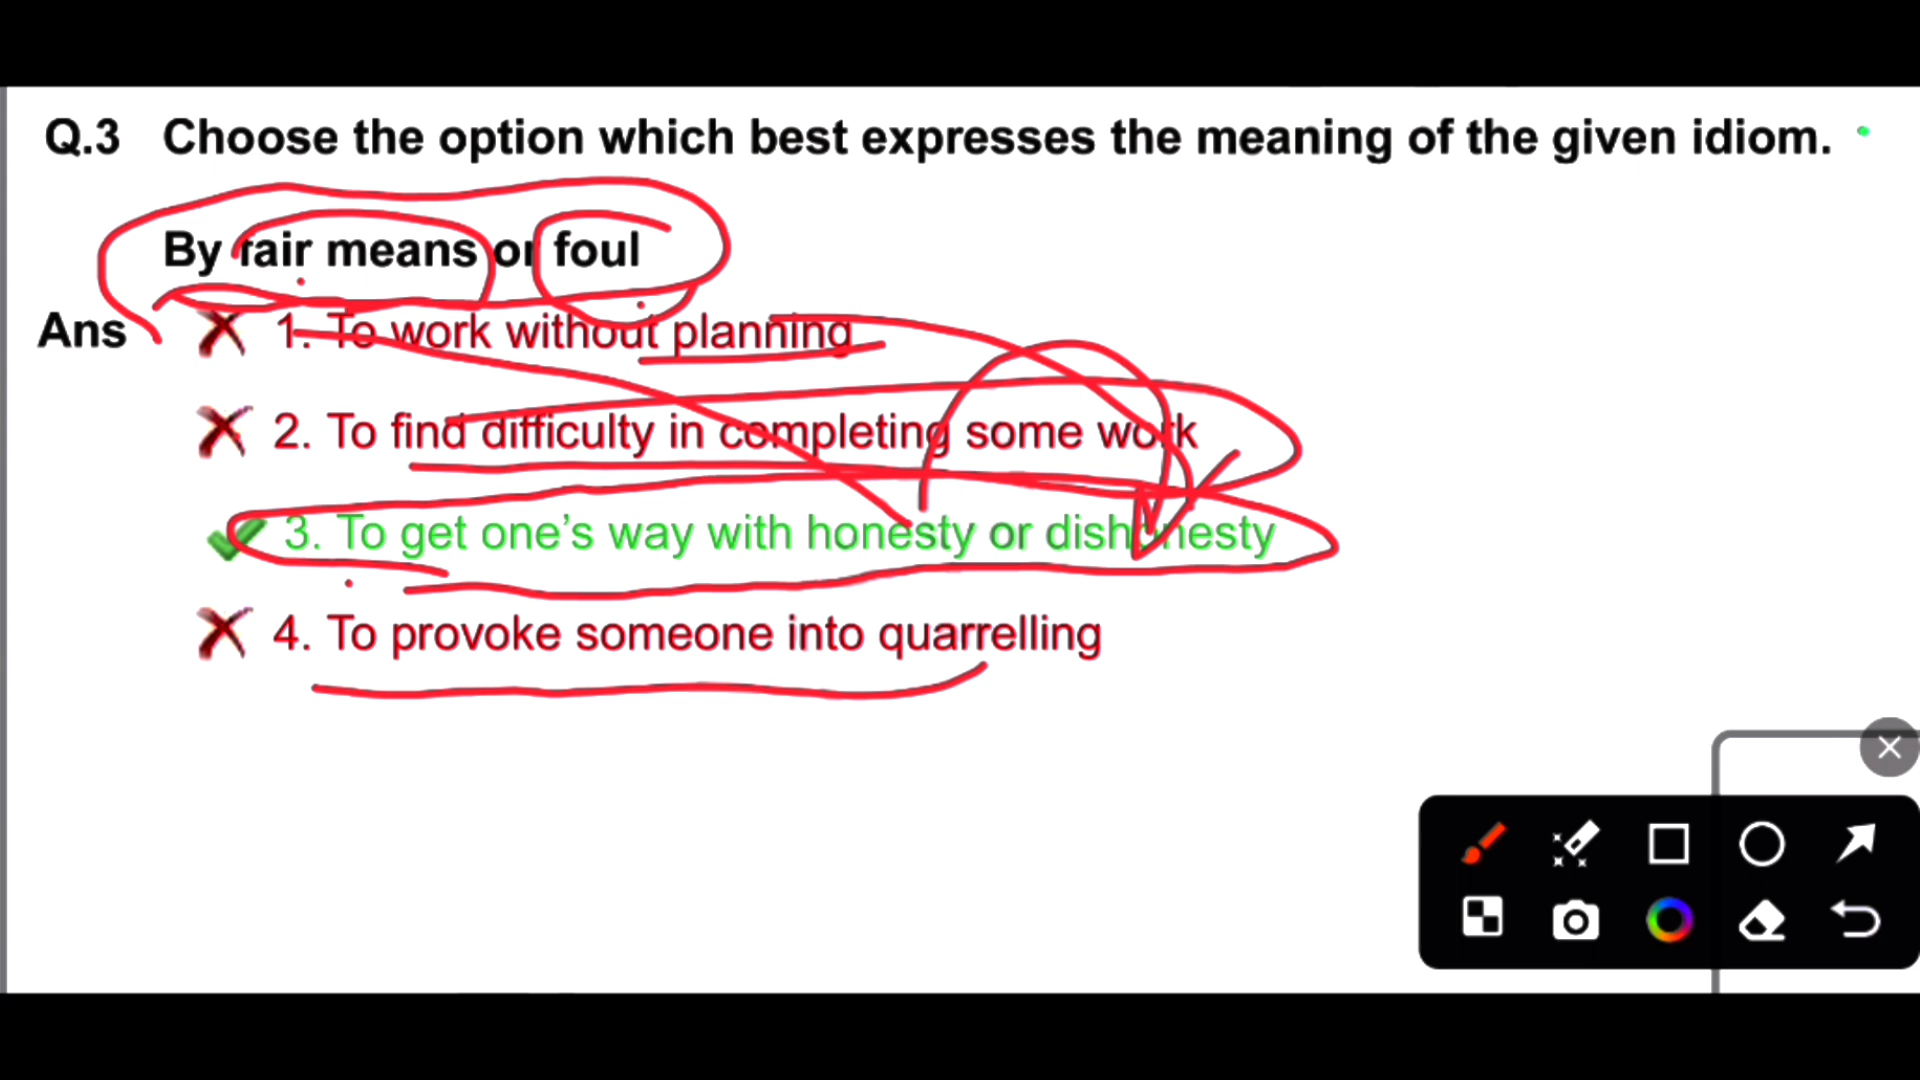 Q.3 Choose the option which best expresses the meaning of the given idiom.
By fair means or foul
Ans 1. To work without planning
2. To find difficulty in completing some work
3. To get one's way with honesty or dishonesty
4. To provoke someone into quarrelling